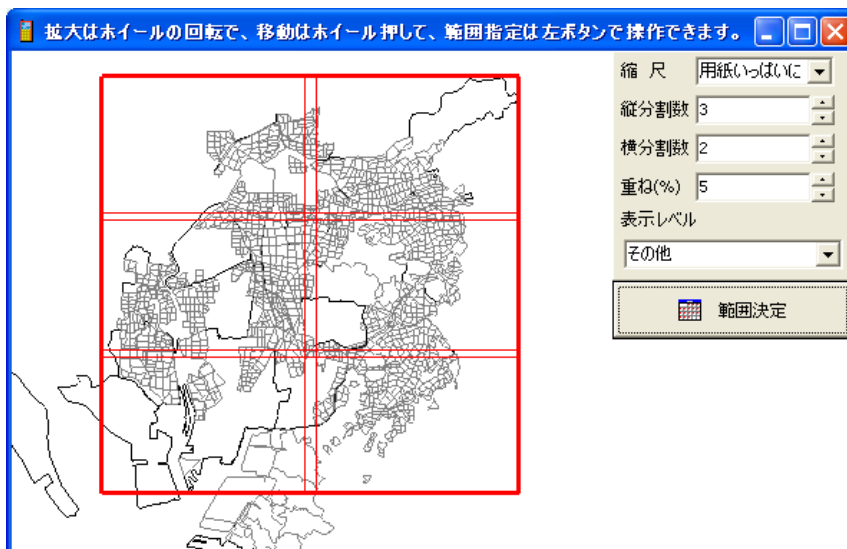 拡大はホイールの回転で、移動はホイール押して、範囲指定は左ボタンで操作できます。
縮 尺 用紙いっぱいに
縦分割数 3
横分割数 2
重ね(%) 5
表示レベル
その他
範囲決定